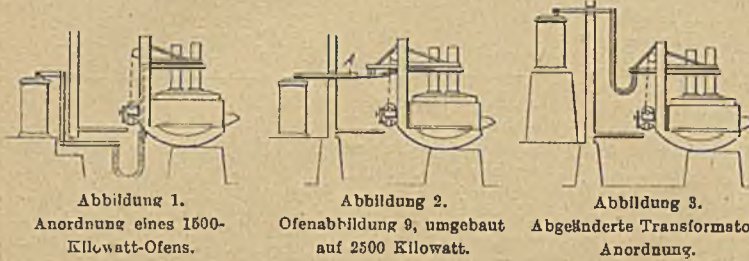 Abbildung 1.
Anordnung eines 1500-
Kilowatt-Ofens.
Abbildung 2.
Ofenabbildung 9, umgebaut
auf 2500 Kilowatt.
Abbildung 3.
Abgeänderte Transformato
Anordnung.